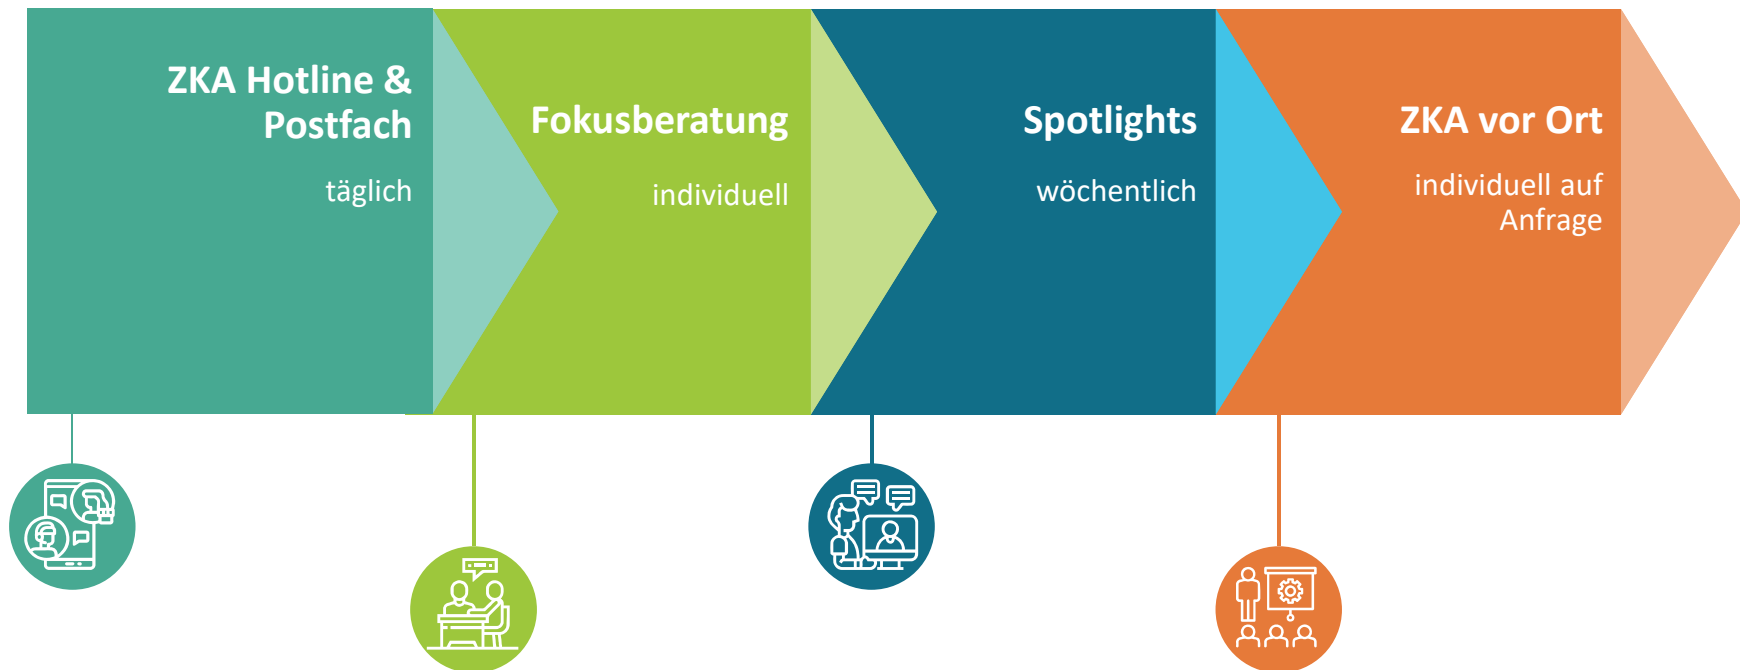 ZKA Hotline &
Postfach
täglich
Fokusberatung
individuell
Spotlights
wöchentlich
ZKA vor Ort
individuell auf
Anfrage